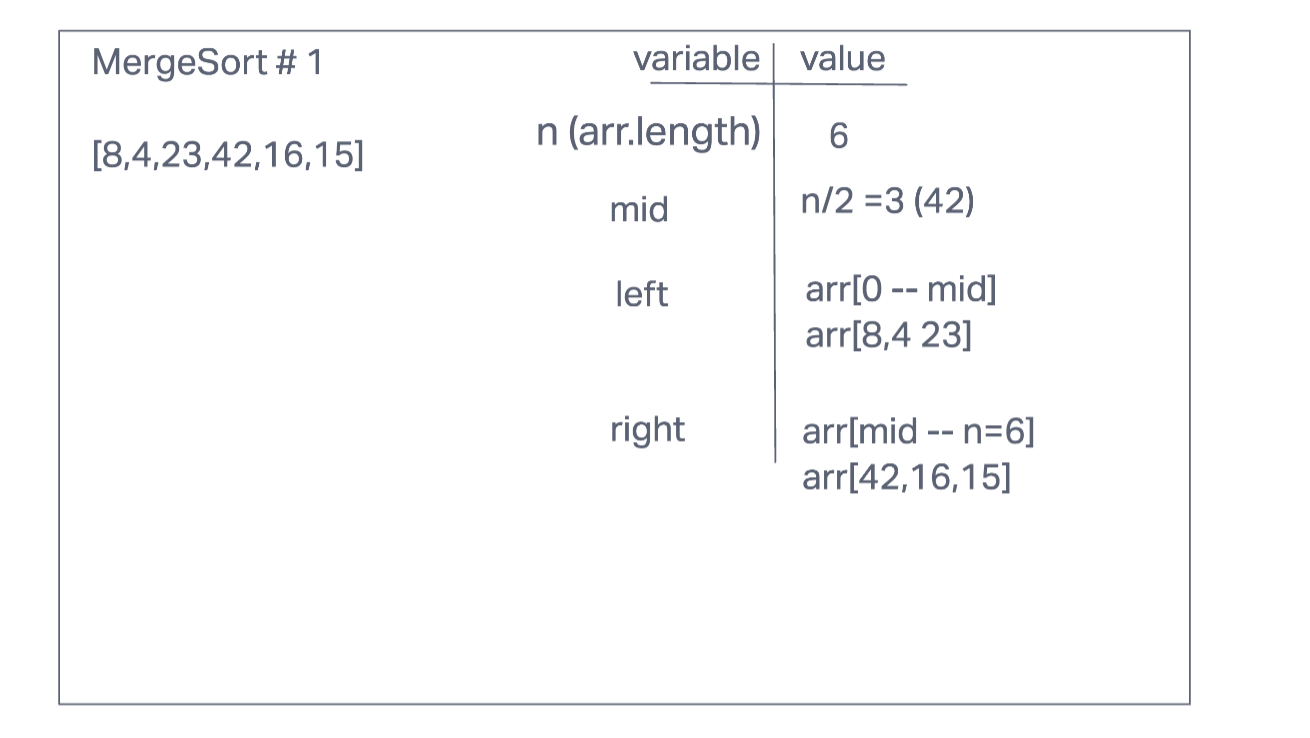 MergeSort # 1
[8,4,23,42,16,15]
variable value
n (arr.length) 6
mid n/2 =3 (42)
left arr[0 -- mid]
arr[8,4 23]
right arr[mid -- n=6]
arr[42,16,15]